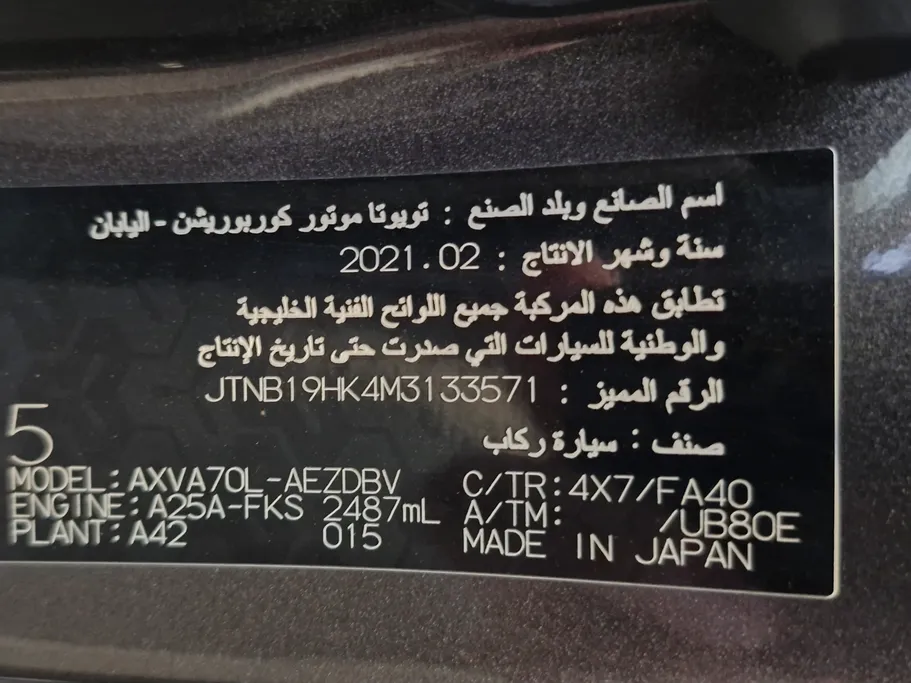 اسم الصانع وبلد الصنع : تويوتا موتور كوربوريشن - اليابان
سنة وشهر الانتاج : 2021.02
تطابق هذه المركبة جميع اللوائح الفنية الخليجية
والوطنية للسيارات التي صدرت حتى تاريخ الإنتاج
الرقم المميز : JTNB19HK4M3133571
صنف : سيارة ركاب
5
MODEL:AXVA70L-AEZDBV C/TR:4X7/FA40
ENGINE:A25A-FKS 2487mL A/TM: /UB80E
PLANT:A42 015 MADE IN JAPAN